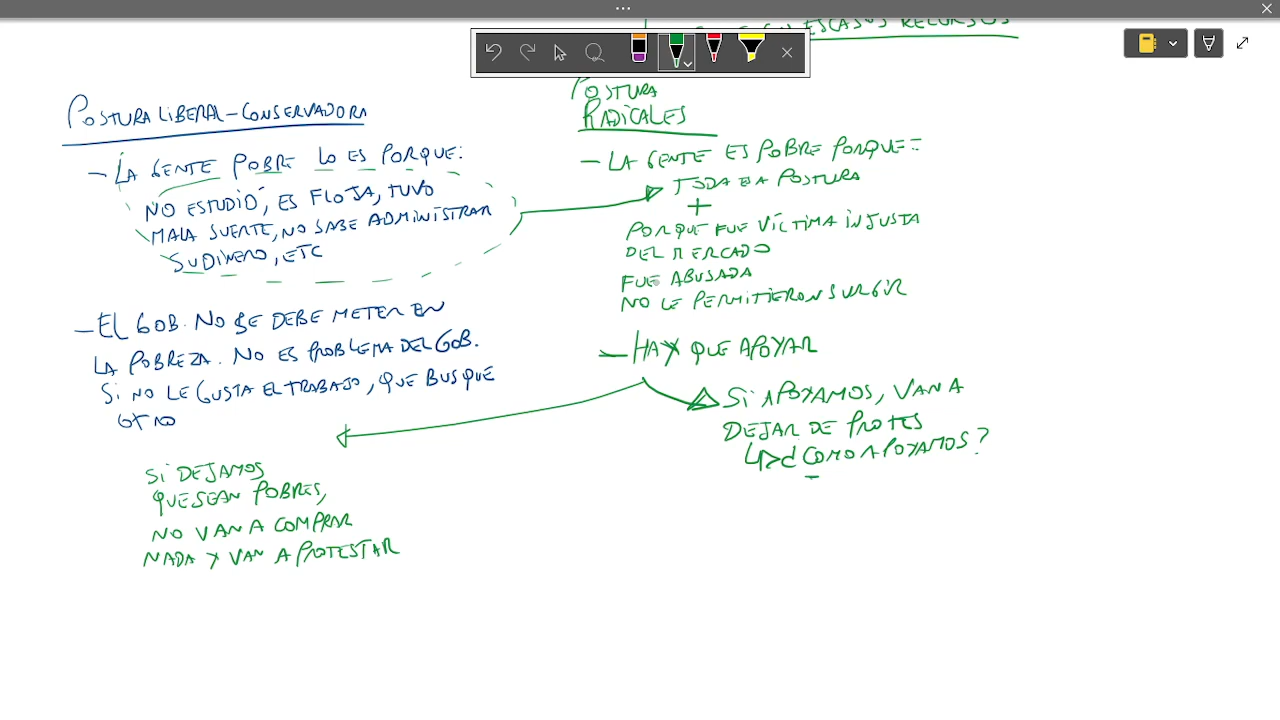 ESCASOS RECURSOS
POSTURA LIBERAL-CONSERVADORA
- LA GENTE POBRE LO ES PORQUE:
NO ESTUDIÓ, ES FLOJA, TUVO
MALA SUERTE, NO SABE ADMINISTRAR
SU DINERO, ETC
- EL GOB. NO SE DEBE METER EN
LA POBREZA. NO ES PROBLEMA DEL GOB.
SI NO LE GUSTA EL TRABAJO, QUE BUSQUE
OTRO
SI DEJAMOS
QUE SEAN POBRES,
NO VAN A COMPRAR
NADA Y VAN A PROTESTAR
POSTURA
RADICALES
- LA GENTE ES POBRE PORQUE:
TODA ESA POSTURA
+
PORQUE FUE VÍCTIMA INJUSTA
DEL MERCADO
FUE ABUSADA
NO LE PERMITIERON SURGIR
- HAY QUE APOYAR
SI APOYAMOS, VAN A
DEJAR DE PROTES
¿COMO APOYAMOS?